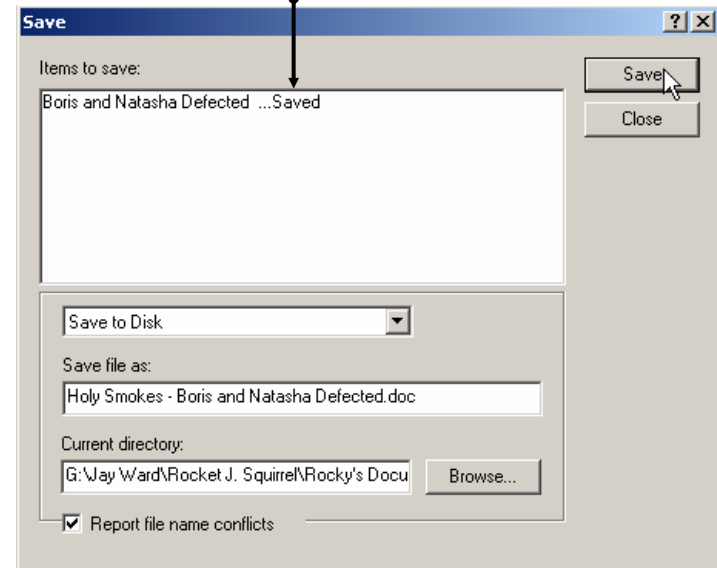 Save
Items to save:
Boris and Natasha Defected ...Saved
Save
Close
Save to Disk
Save file as:
Holy Smokes - Boris and Natasha Defected.doc
Current directory:
G:\Jay Ward\Rocket J. Squirrel\Rocky's Docu
Browse...
Report file name conflicts